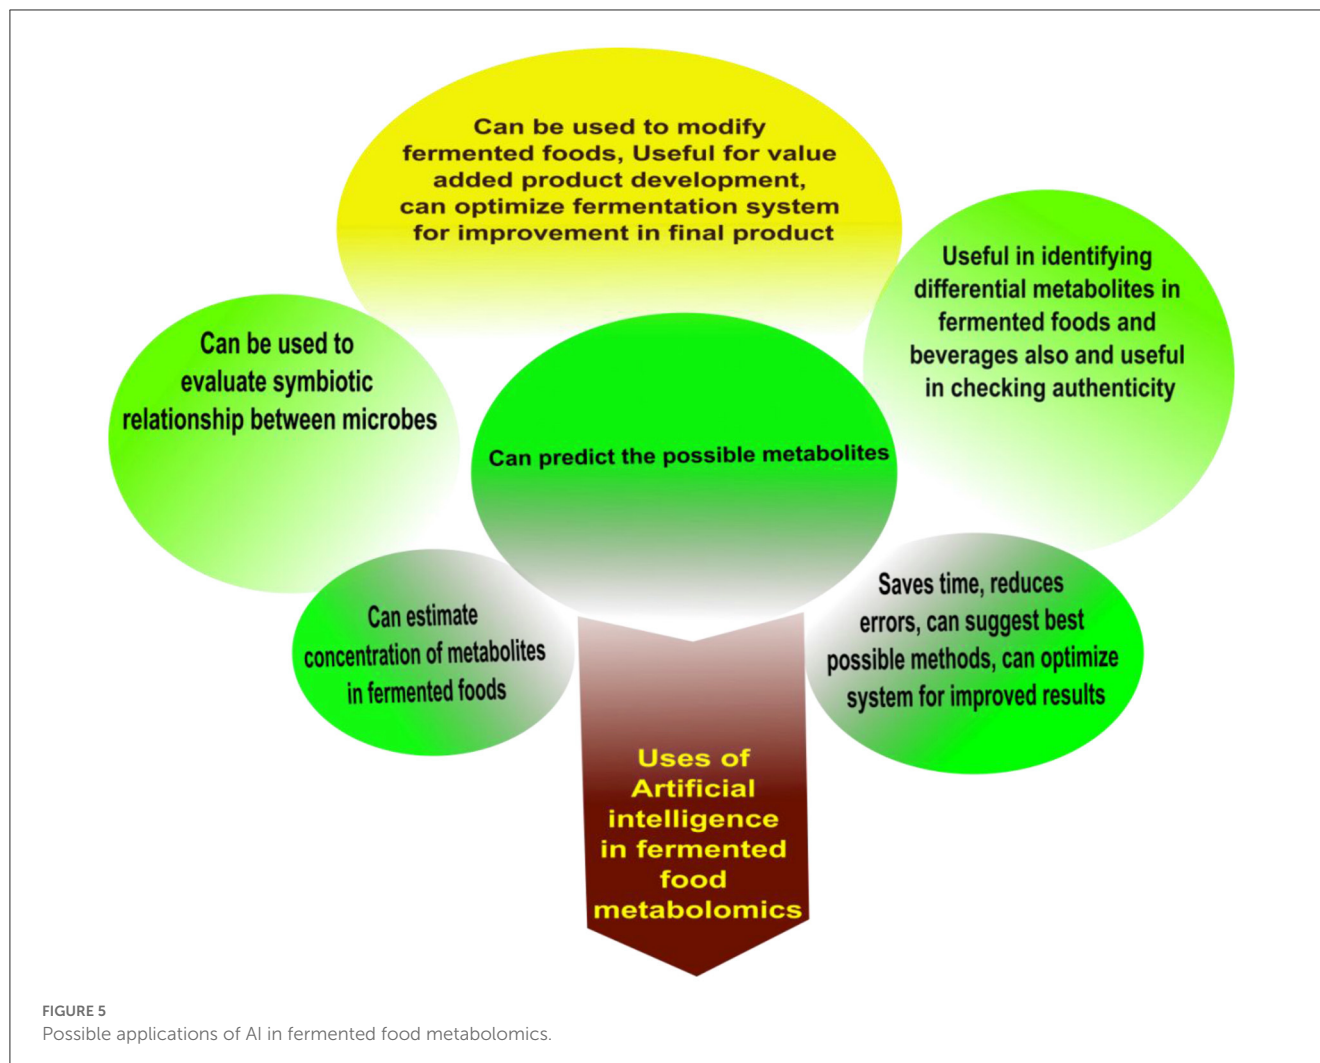 Can be used to modify
fermented foods, Useful for value
added product development,
can optimize fermentation system
for improvement in final product
Useful in identifying
differential metabolites in
fermented foods and
beverages also and useful
in checking authenticity
Can be used to
evaluate symbiotic
relationship between microbes
Can predict the possible metabolites
Can estimate
concentration of metabolites
in fermented foods
Saves time, reduces
errors, can suggest best
possible methods, can optimize
system for improved results
Uses of
Artificial
intelligence
in fermented
food
metabolomics
FIGURE 5
Possible applications of AI in fermented food metabolomics.